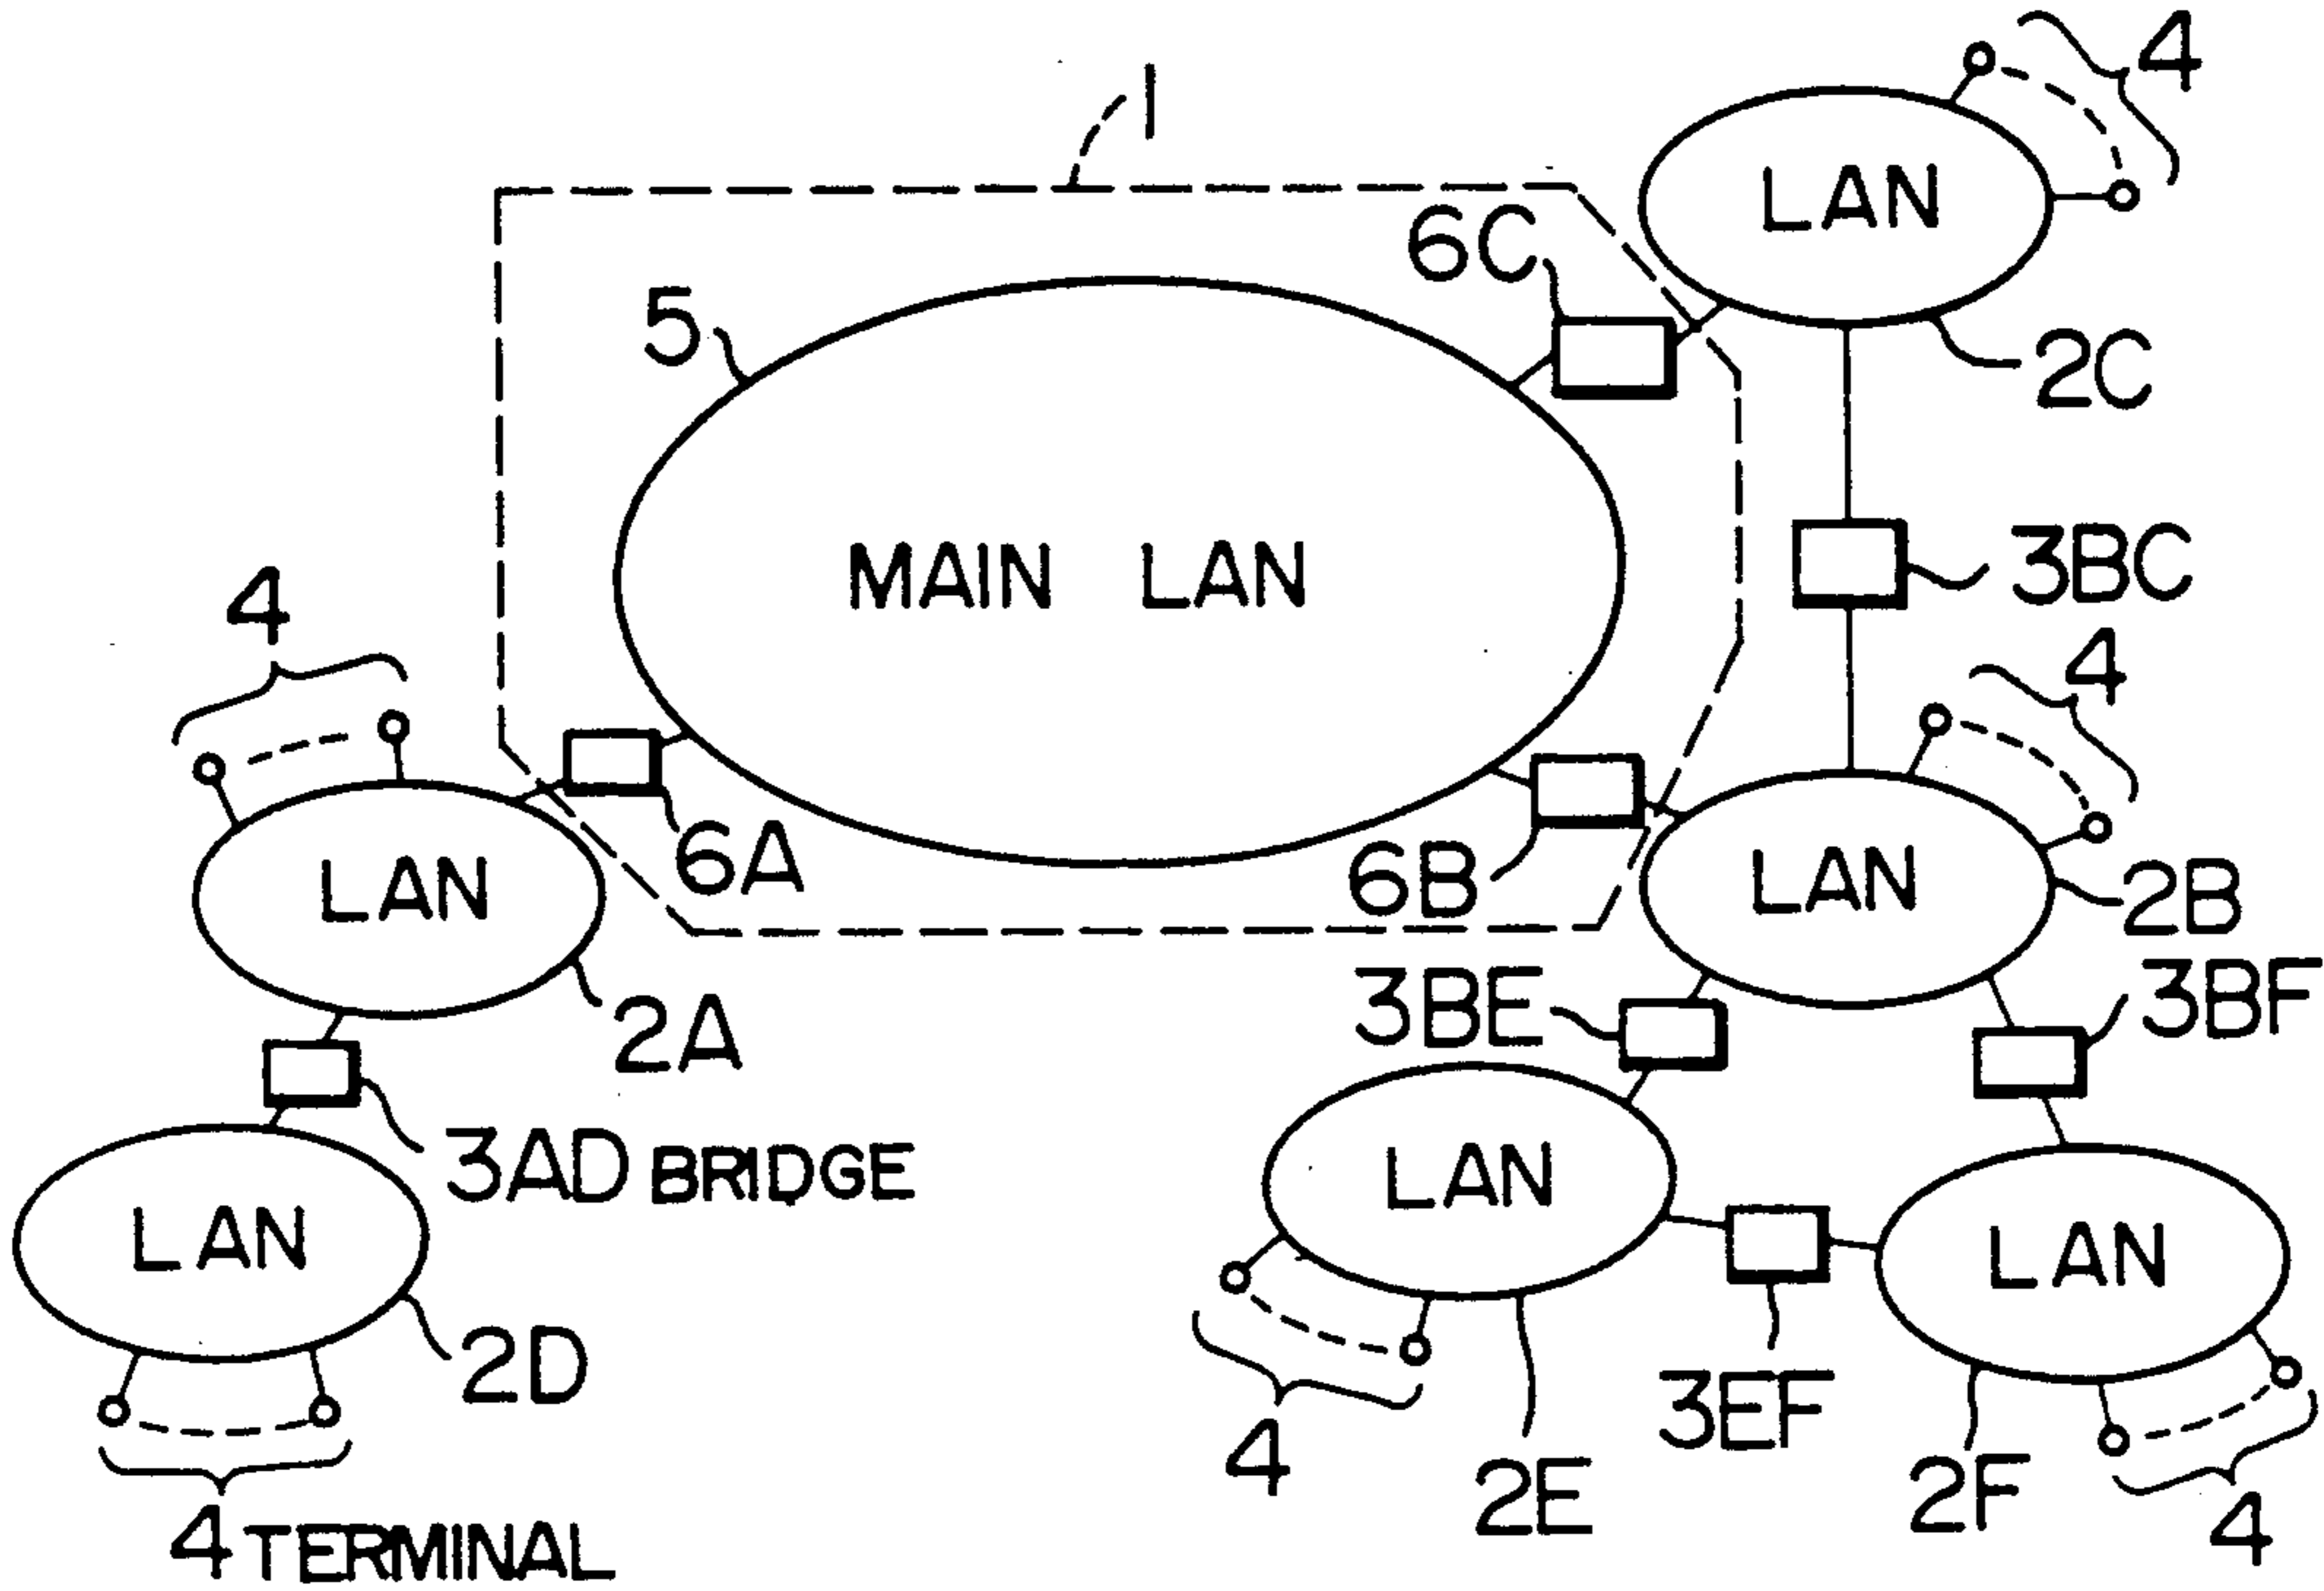 4
1
LAN
6C
5
2C
MAIN LAN
3BC
4
4
6A
6B
LAN
LAN
2B
3BE
3BF
2A
3AD BRIDGE
LAN
LAN
LAN
2D
3EF
4
2E
2F
4
4 TERMINAL